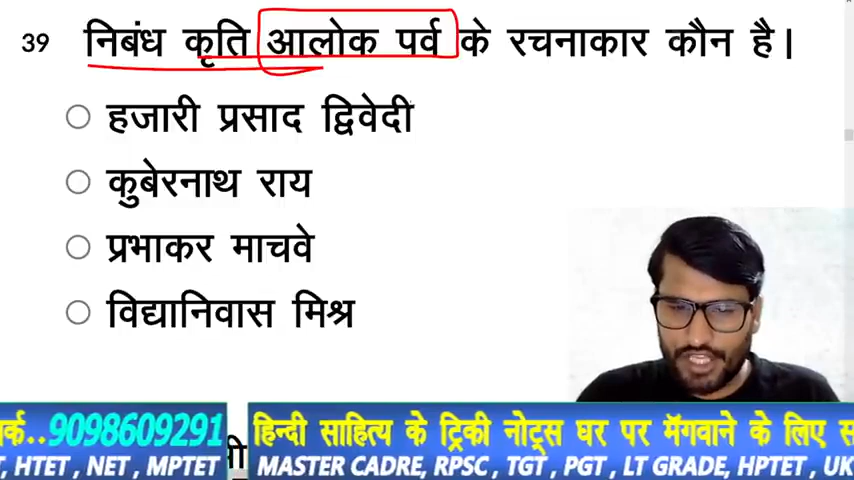 39 निबंध कृति आलोक पर्व के रचनाकार कौन है।
हजारी प्रसाद द्विवेदी
कुबेरनाथ राय
प्रभाकर माचवे
विद्यानिवास मिश्र
र्क..9098609291 हिन्दी साहित्य के ट्रिकी नोट्स घर पर मँगवाने के लिए स
T, HTET , NET , MPTET MASTER CADRE, RPSC , TGT , PGT , LT GRADE, HPTET , UK